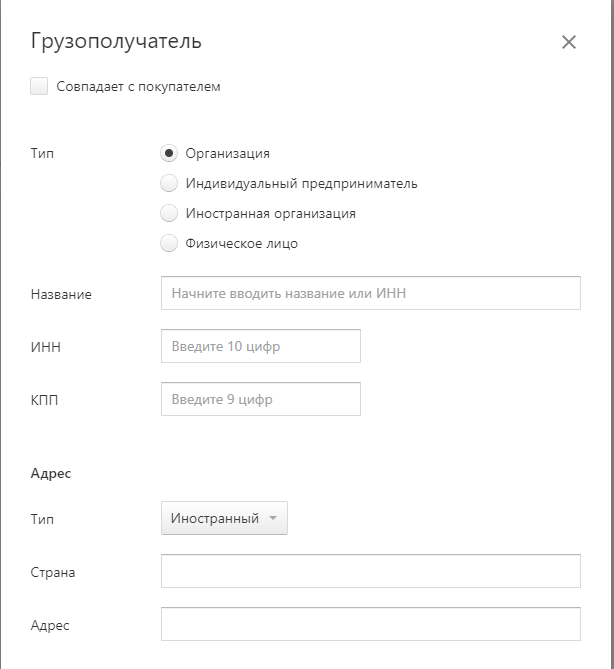 Грузополучатель
Совпадает с покупателем
Тип
Организация
Индивидуальный предприниматель
Иностранная организация
Физическое лицо
Название
Начните вводить название или ИНН
ИНН
Введите 10 цифр
КПП
Введите 9 цифр
Адрес
Тип
Иностранный
Страна
Адрес